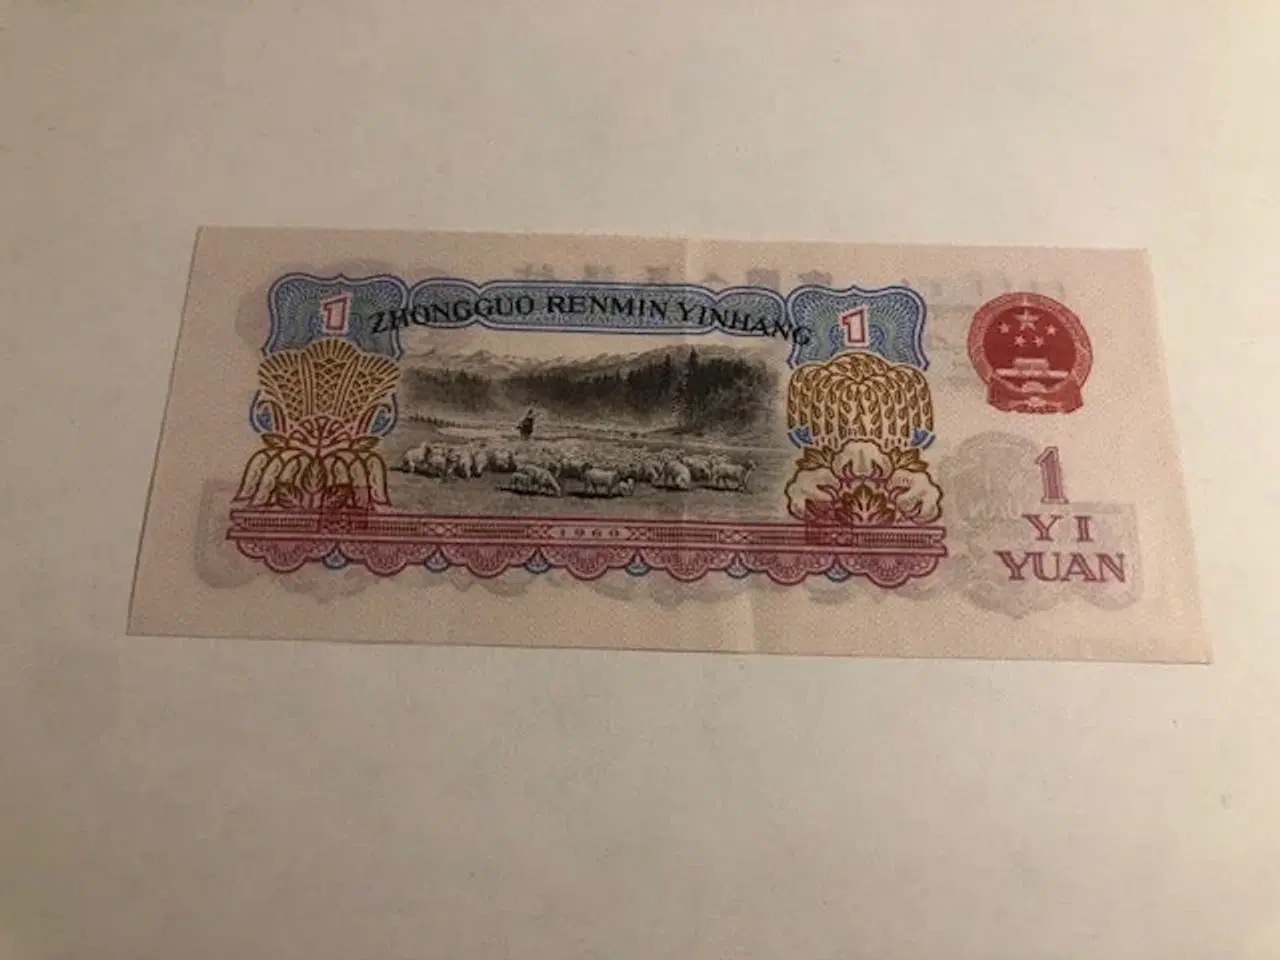 1 ZHONGGUO RENMIN YINHANG 1
1960
1
YI
YUAN